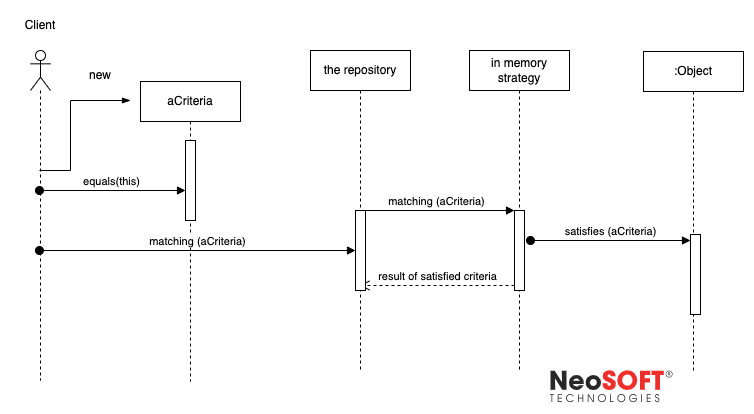 Client
new
aCriteria
the repository
in memory
strategy
:Object
equals(this)
matching (aCriteria)
satisfies (aCriteria)
matching (aCriteria)
result of satisfied criteria
NeoSOFT®
TECHNOLOGIES